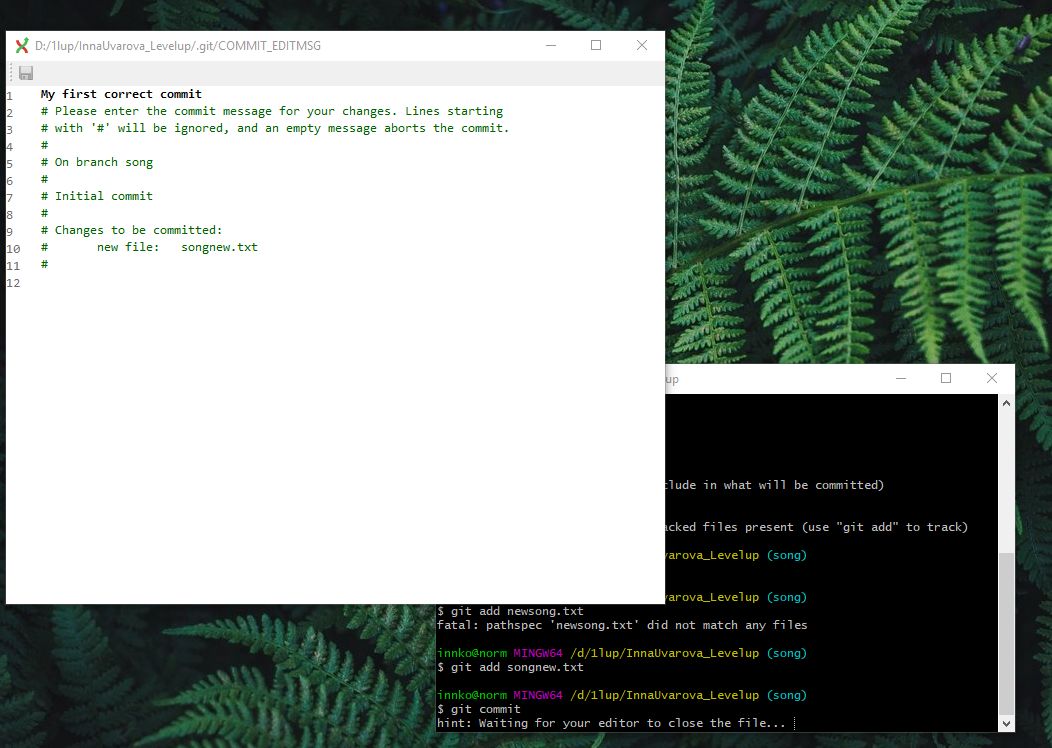 D:/1lup/InnaUvarova_Levelup/.git/COMMIT_EDITMSG
1 My first correct commit
2 # Please enter the commit message for your changes. Lines starting
3 # with '#' will be ignored, and an empty message aborts the commit.
4 #
5 # On branch song
6 #
7 # Initial commit
8 #
9 # Changes to be committed:
10 #       new file:   songnew.txt
11 #
12
up
clude in what will be committed)
acked files present (use "git add" to track)
varova_Levelup (song)
varova_Levelup (song)
$ git add newsong.txt
fatal: pathspec 'newsong.txt' did not match any files
innko@norm MINGW64 /d/1lup/InnaUvarova_Levelup (song)
$ git add songnew.txt
innko@norm MINGW64 /d/1lup/InnaUvarova_Levelup (song)
$ git commit
hint: Waiting for your editor to close the file...